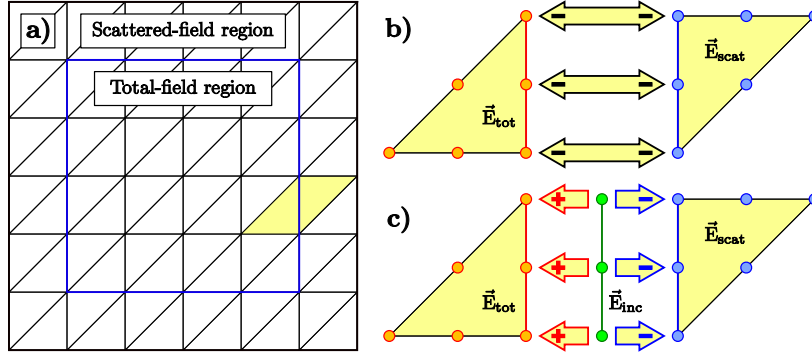 a)
Scattered-field region
Total-field region
b)
E⃗tot
E⃗scat
c)
E⃗tot
E⃗inc
E⃗scat